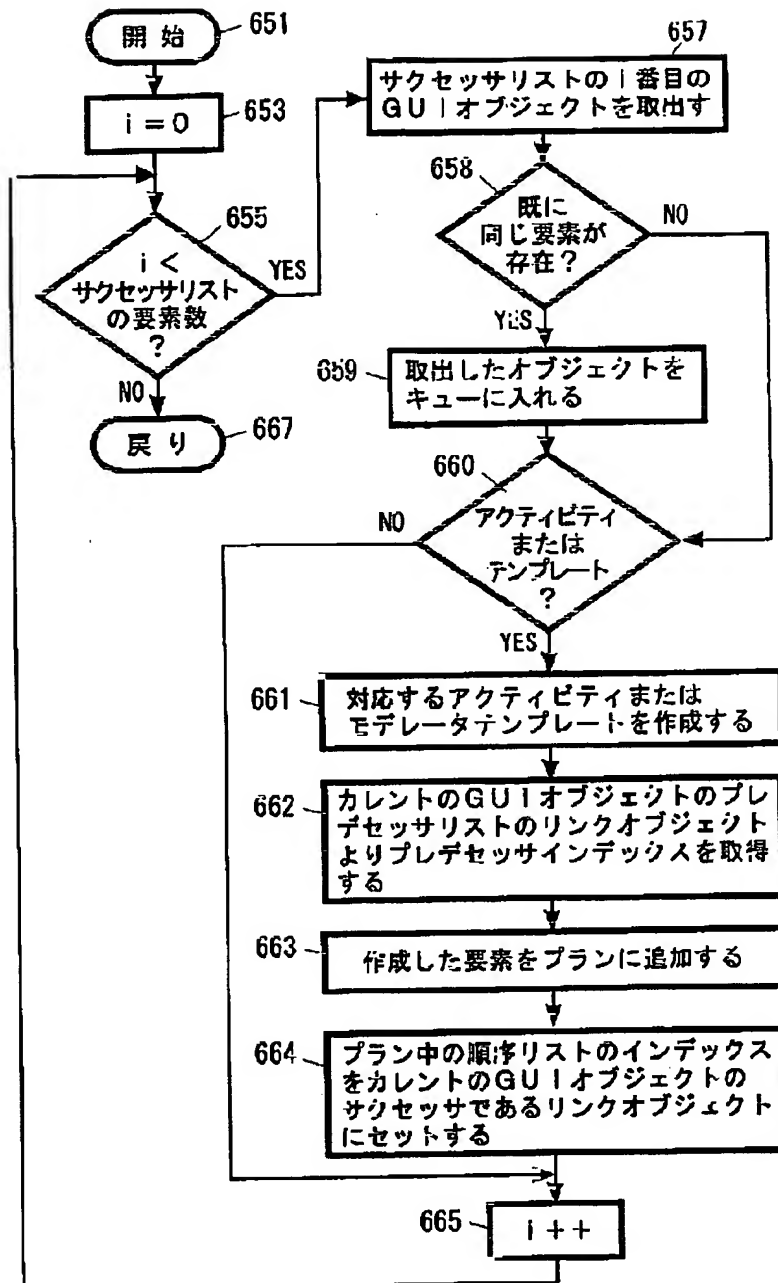 開始
651
i=0
653
655
i<
サクセッサリスト
の要素数
?
YES
NO
戻り
667
657
サクセッサリストのi番目の
GUIオブジェクトを取出す
658
既に
同じ要素が
存在?
NO
YES
659
取出したオブジェクトを
キューに入れる
660
NO
アクティビティ
または
テンプレート
?
YES
661
対応するアクティビティまたは
モデレータテンプレートを作成する
662
カレントのGUIオブジェクトのプレ
デセッサリストのリンクオブジェクト
よりプレデセッサインデックスを取得
する
663
作成した要素をプランに追加する
664
プラン中の順序リストのインデックス
をカレントのGUIオブジェクトの
サクセッサであるリンクオブジェクト
にセットする
665
i++